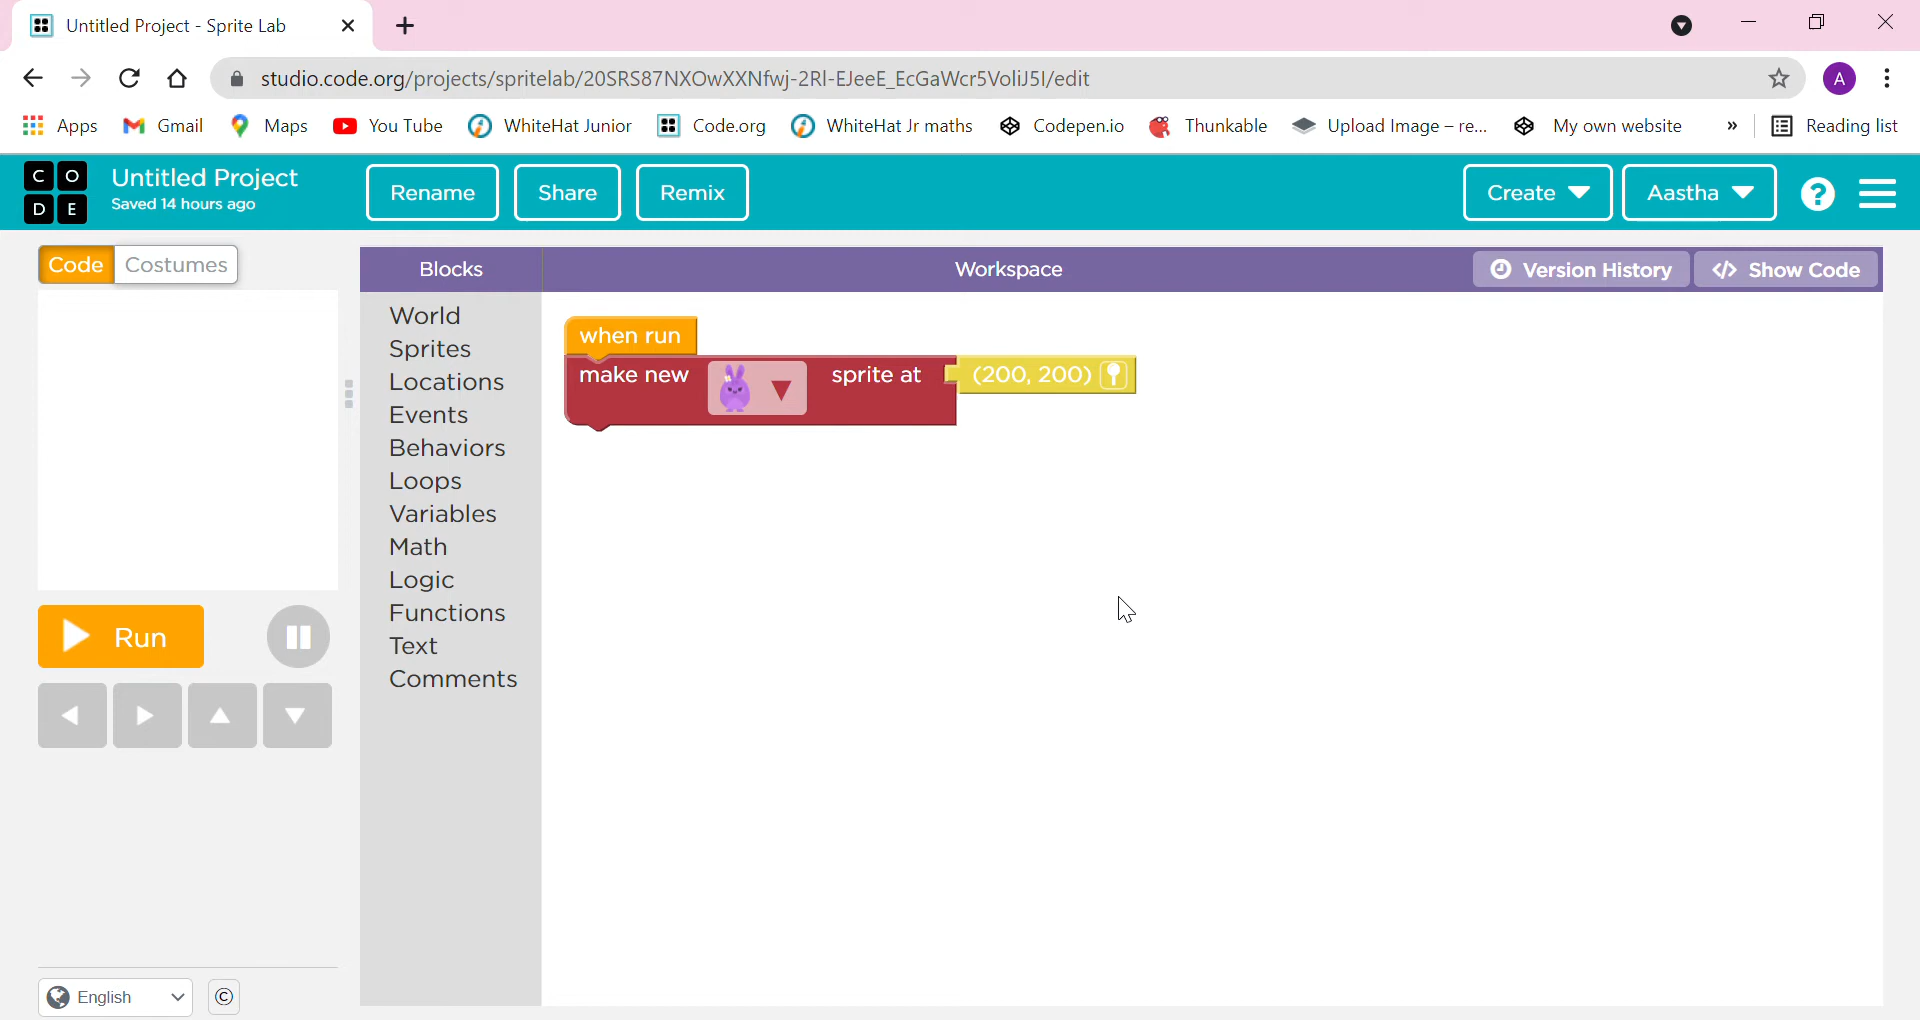 Untitled Project - Sprite Lab
studio.code.org/projects/spritelab/20SRS87NXOwXXNfwj-2RI-EJeeE_EcGaWcr5VoliJ5I/edit
A
Apps Gmail Maps You Tube WhiteHat Junior Code.org WhiteHat Jr maths Codepen.io Thunkable Upload Image – re... My own website » Reading list
C O
D E
Untitled Project
Saved 14 hours ago
Rename Share Remix Create Aastha ?
Code Costumes
Blocks Workspace Version History </> Show Code
World
Sprites
Locations
Events
Behaviors
Loops
Variables
Math
Logic
Functions
Text
Comments
when run
make new sprite at (200, 200)
Run
English ©